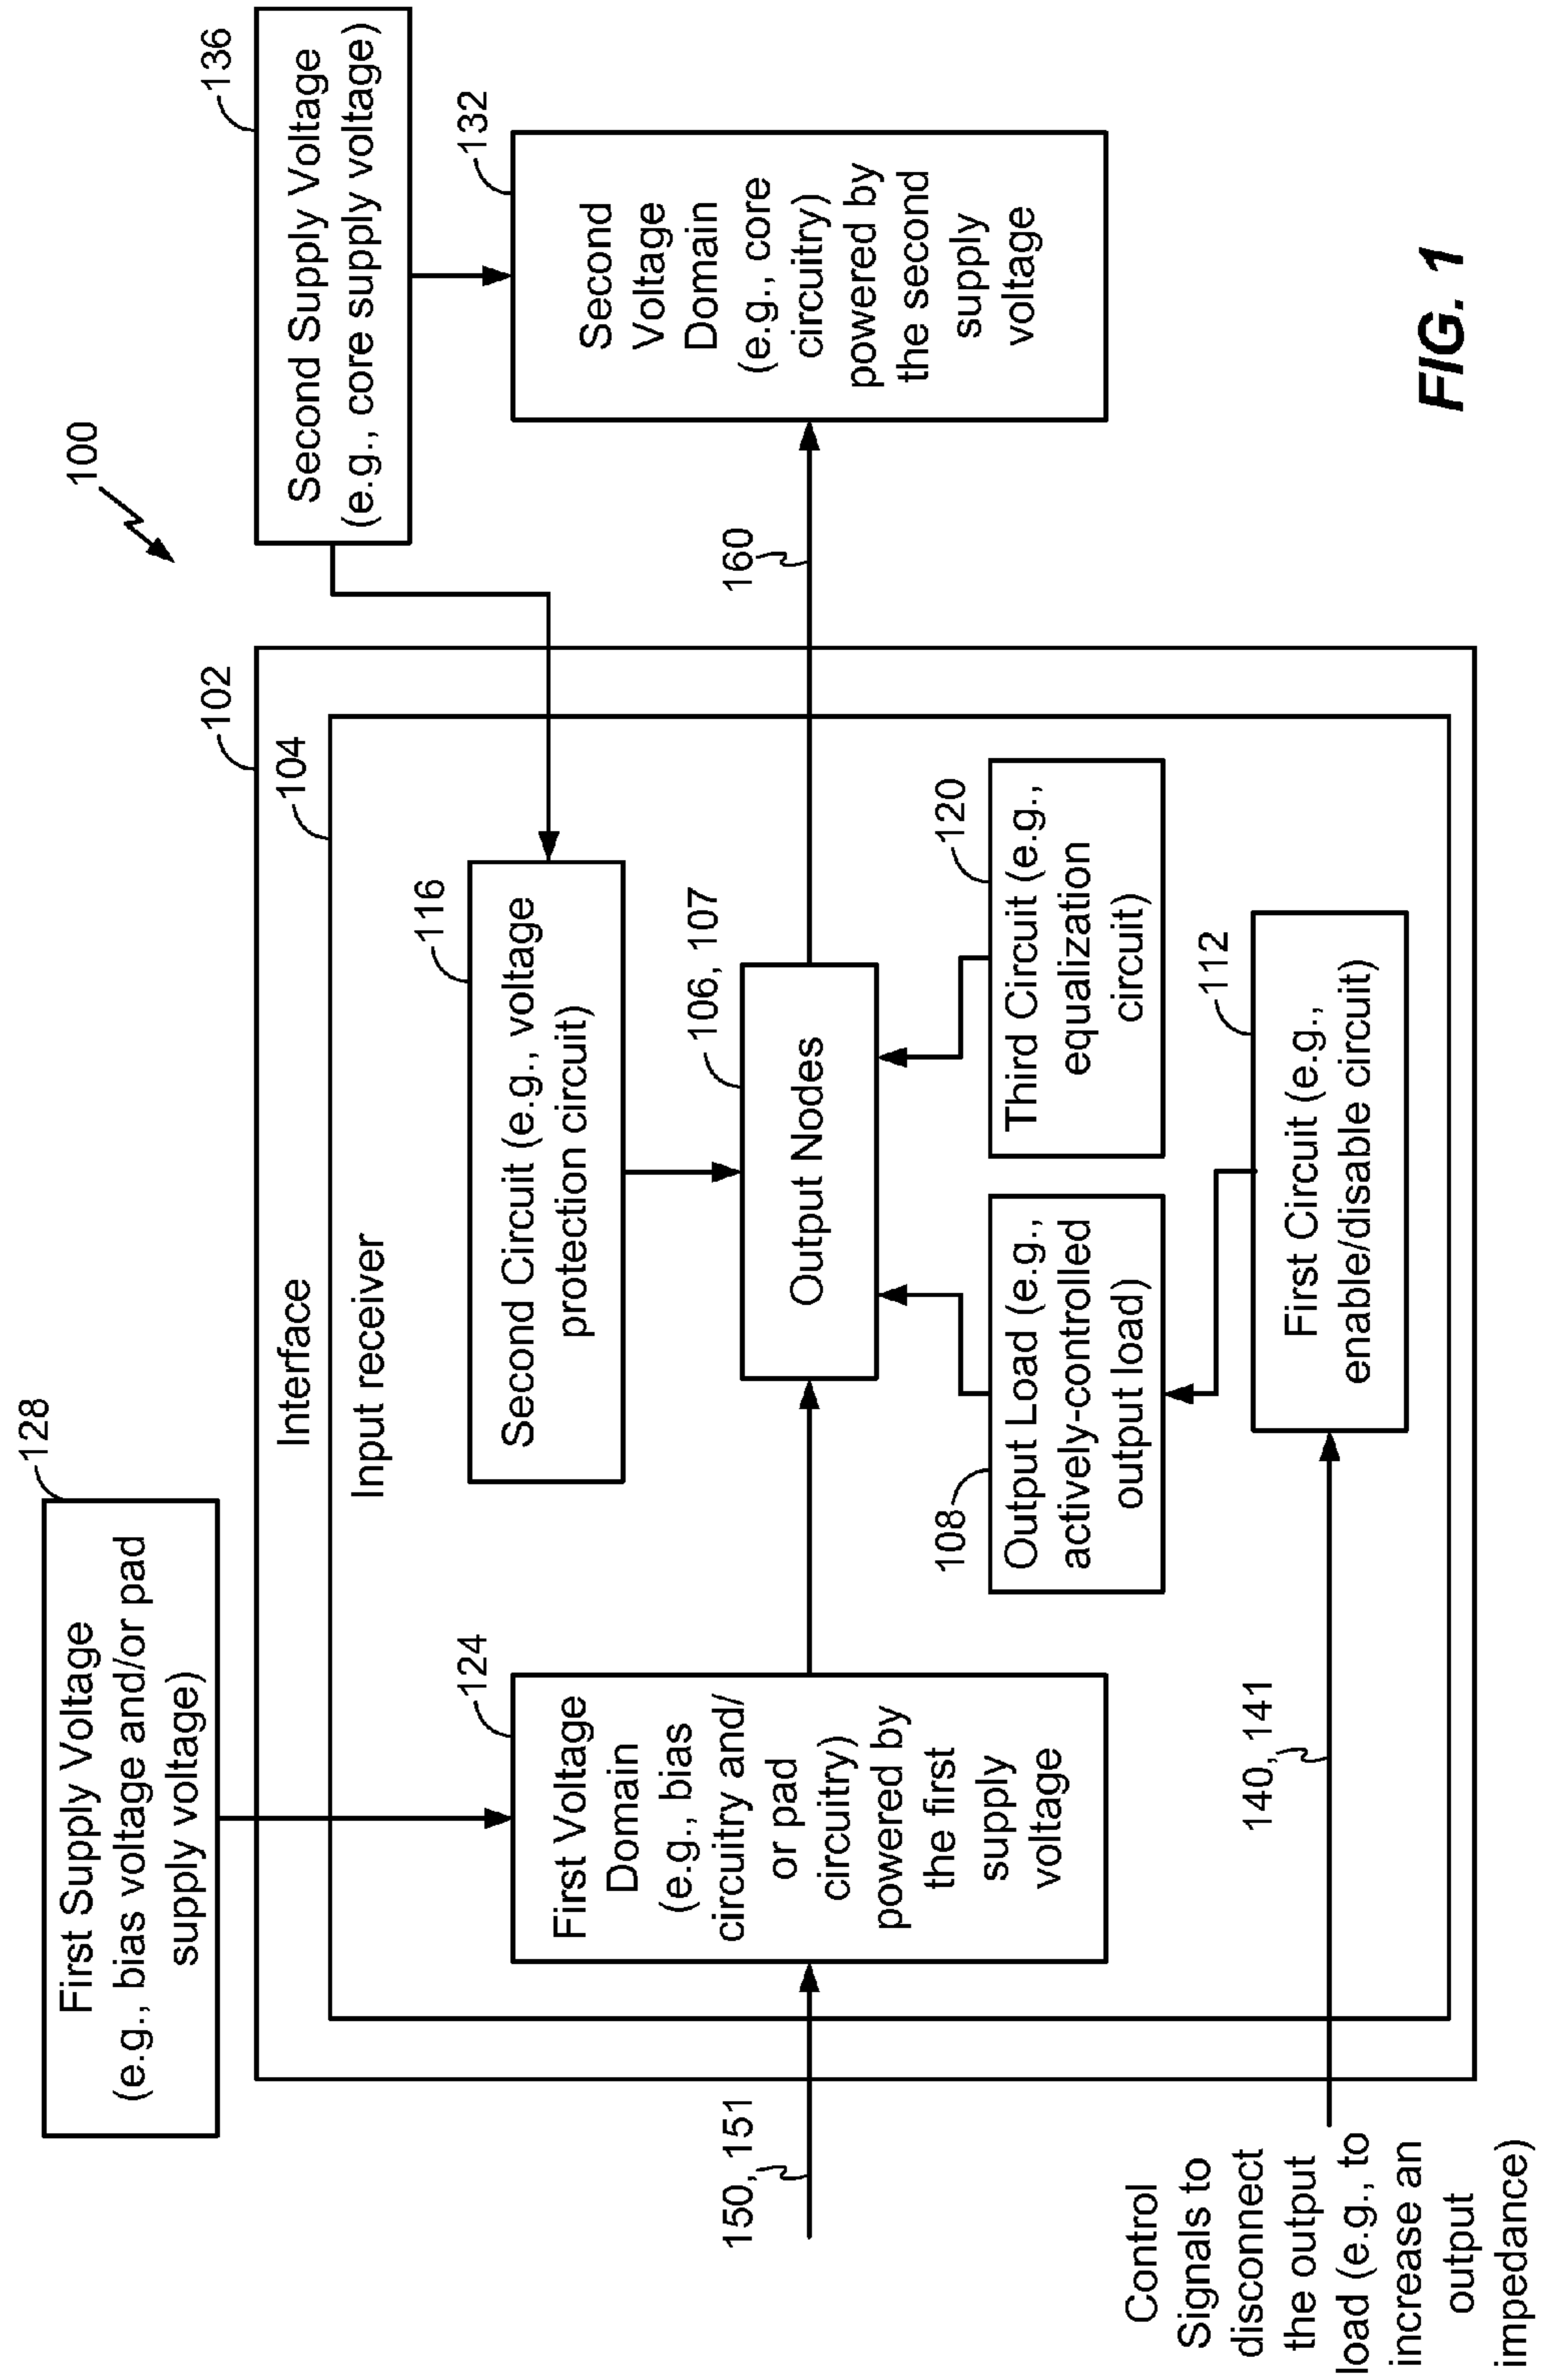 100
128
First Supply Voltage
(e.g., bias voltage and/or pad
supply voltage)
136
Second Supply Voltage
(e.g., core supply voltage)
102
Interface
104
Input receiver
116
Second Circuit (e.g., voltage
protection circuit)
124
First Voltage
Domain
(e.g., bias
circuitry and/
or pad
circuitry)
powered by
the first
supply
voltage
106, 107
Output Nodes
160
132
Second
Voltage
Domain
(e.g., core
circuitry)
powered by
the second
supply
voltage
150, 151
108
Output Load (e.g.,
actively-controlled
output load)
120
Third Circuit (e.g.,
equalization
circuit)
112
First Circuit (e.g.,
enable/disable circuit)
140, 141
Control
Signals to
disconnect
the output
load (e.g., to
increase an
output
impedance)
FIG. 1